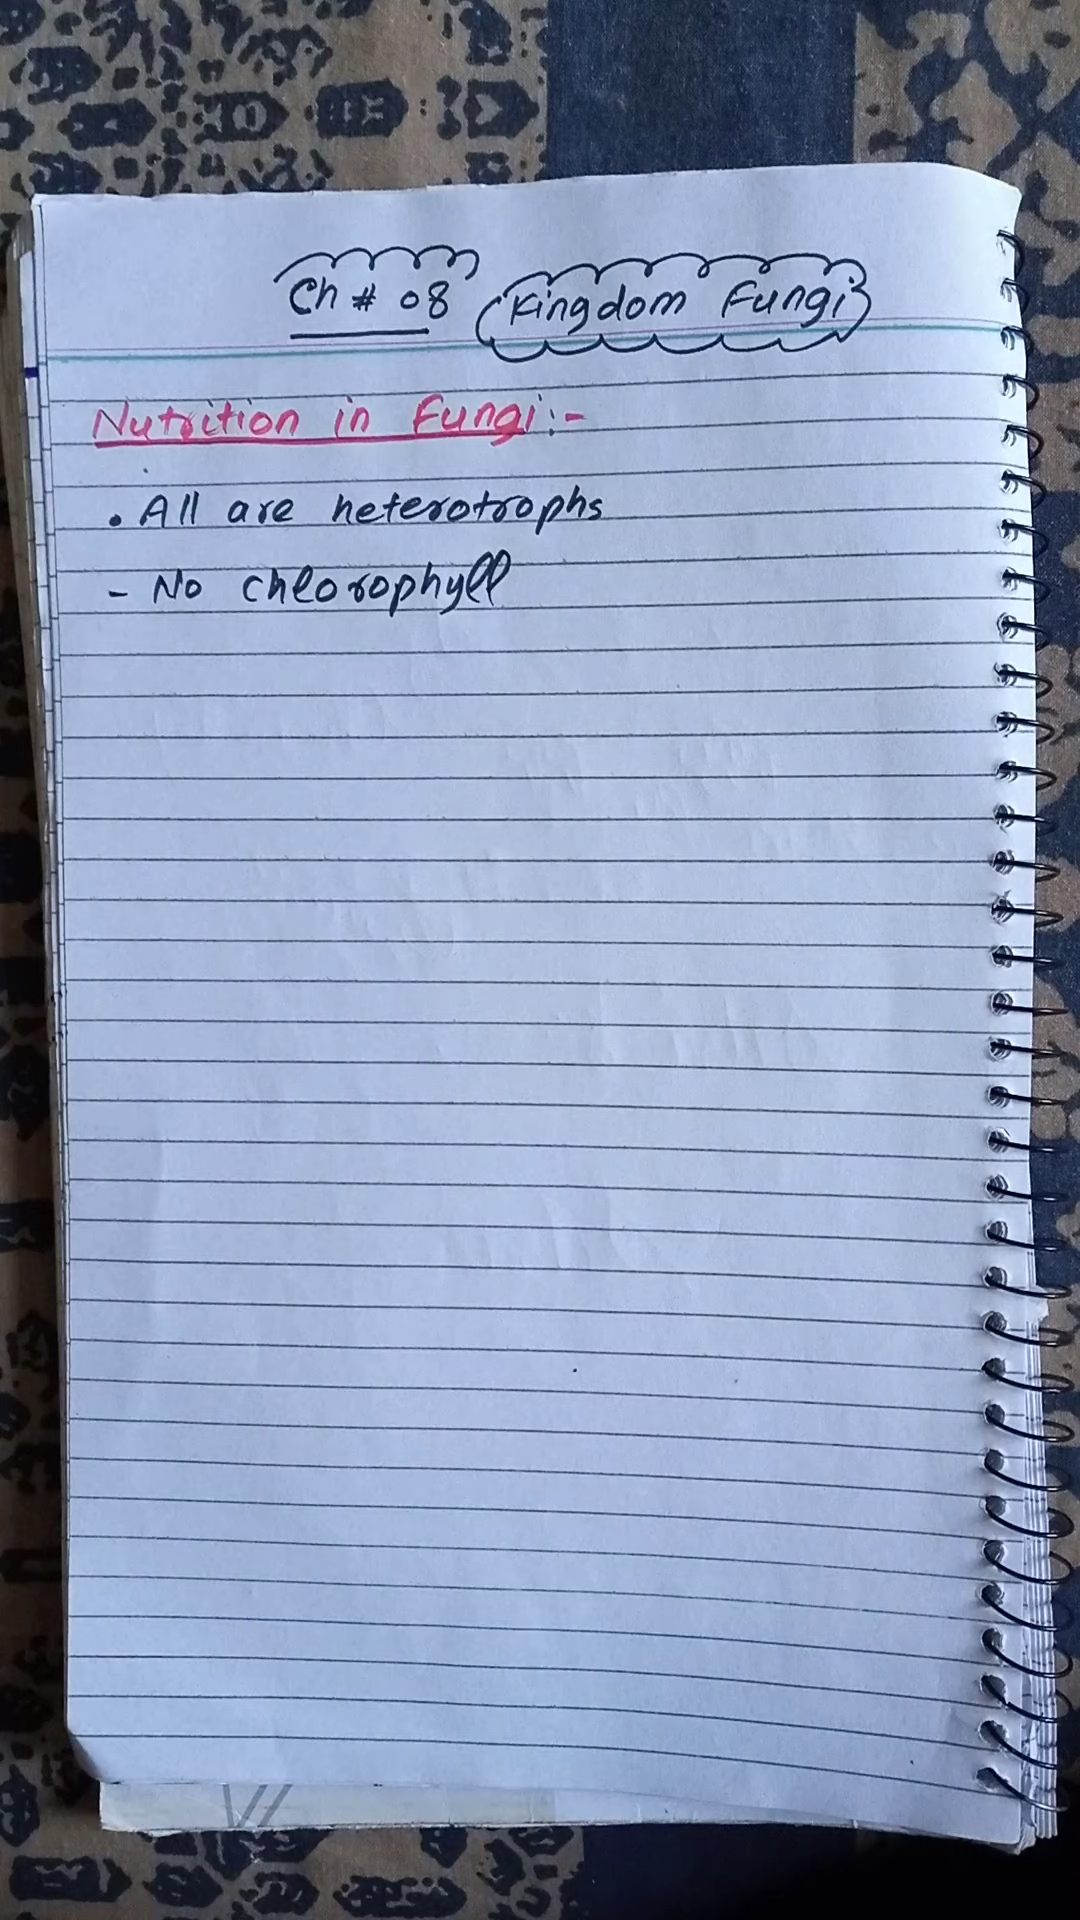 Ch # 08 Kingdom Fungi
Nutrition in Fungi:-
• All are heterotrophs
- No chlorophyll